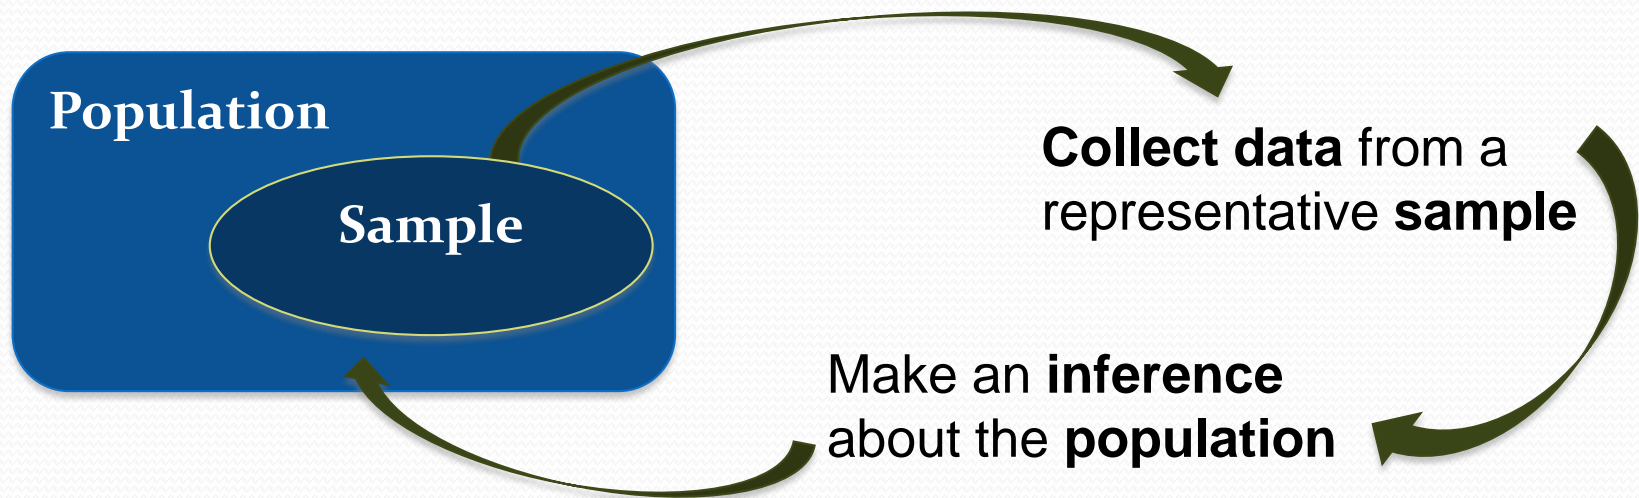 Population
Sample
Collect data from a
representative sample
Make an inference
about the population